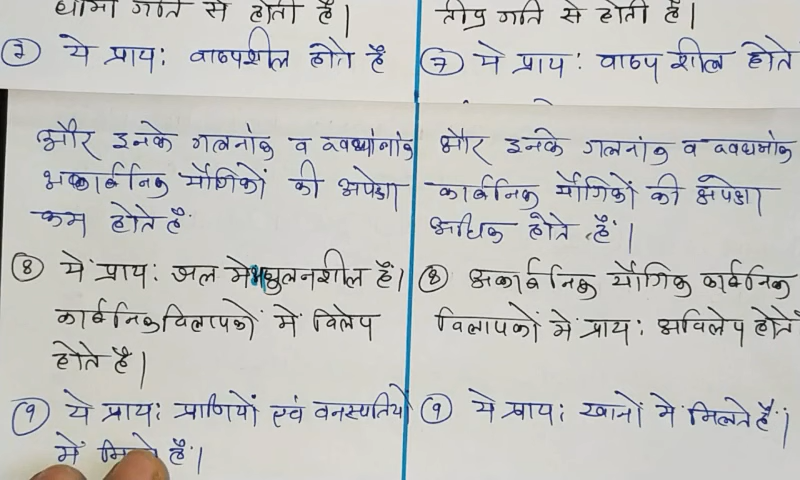 धीमी गति से होती है।
⑦ ये प्राय: वाष्पशील होते है
और इनके गलनांक व क्वथनांक
अकार्बनिक यौगिकों की अपेक्षा
कम होते है
⑧ ये प्राय: जल मे अघुलनशील है।
कार्बनिक विलायकों में विलेय
होते है।
⑨ ये प्राय: प्राणियों एवं वनस्पतियो
में है।
तीव्र गति से होती है।
⑦ ये प्राय: वाष्प शील होते
और इनके गलनांक व क्वथनांक
कार्बनिक यौगिकों की अपेक्षा
अधिक होते है।
⑧ अकार्बनिक यौगिक कार्बनिक
विलायकों में प्राय: अविलेय होते
⑨ ये प्राय: खानों मे मिलते है।